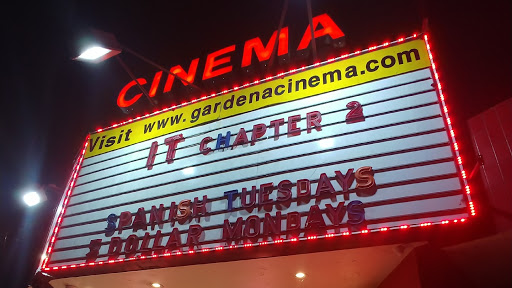 CINEMA
Visit www.gardenacinema.com
IT CHAPTER 2
SPANISH TUESDAYS
DOLLAR MONDAYS